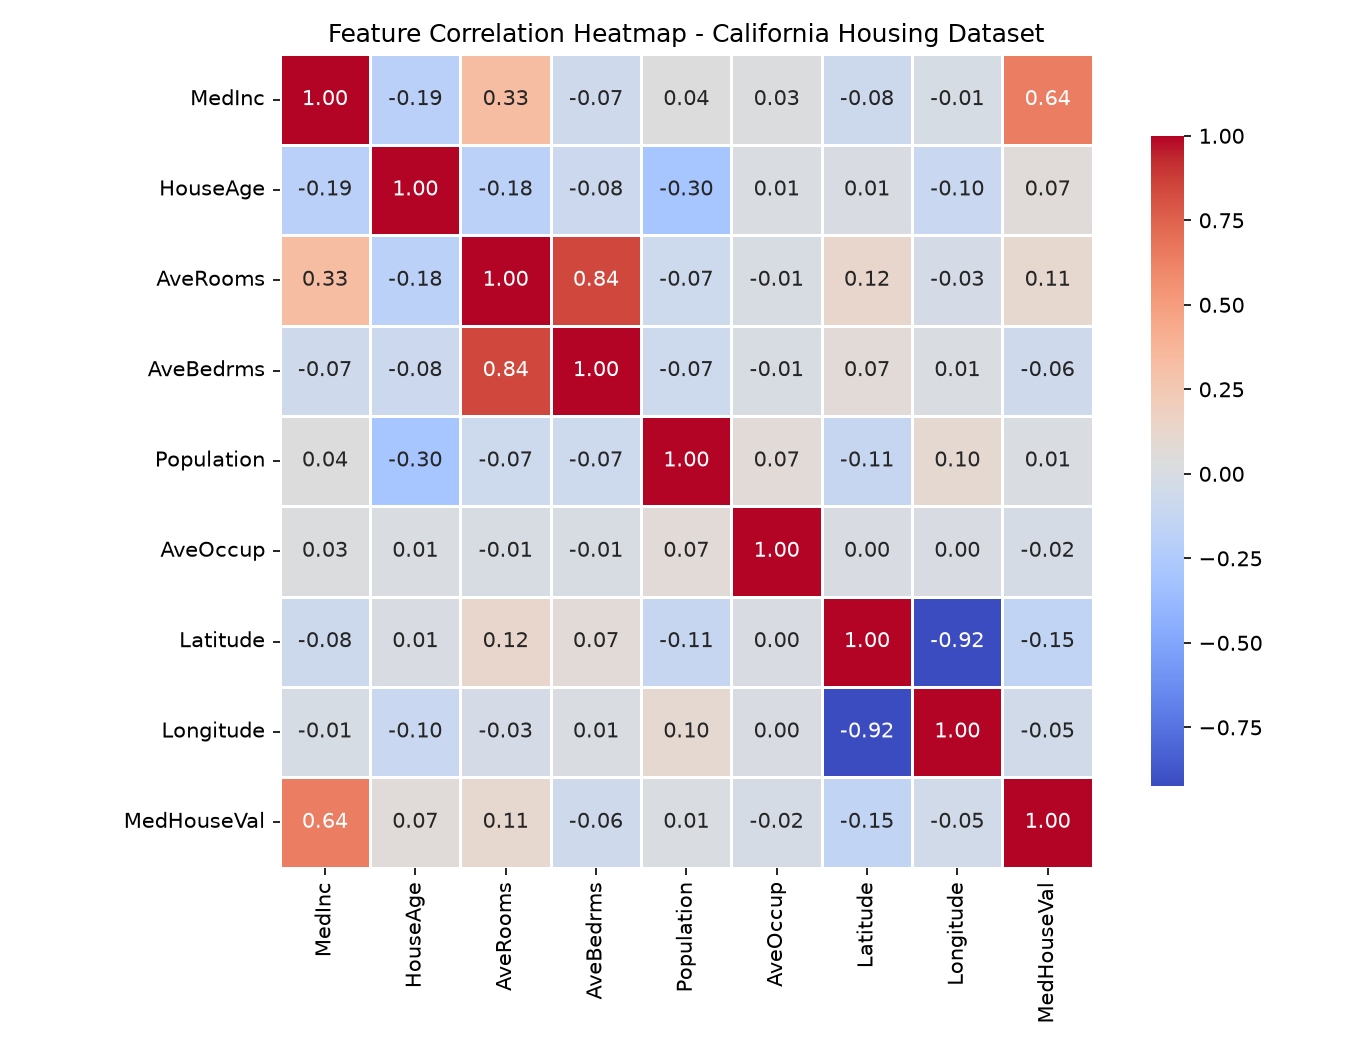 Feature Correlation Heatmap - California Housing Dataset
MedInc 1.00 -0.19 0.33 -0.07 0.04 0.03 -0.08 -0.01 0.64
HouseAge -0.19 1.00 -0.18 -0.08 -0.30 0.01 0.01 -0.10 0.07
AveRooms 0.33 -0.18 1.00 0.84 -0.07 -0.01 0.12 -0.03 0.11
AveBedrms -0.07 -0.08 0.84 1.00 -0.07 -0.01 0.07 0.01 -0.06
Population 0.04 -0.30 -0.07 -0.07 1.00 0.07 -0.11 0.10 0.01
AveOccup 0.03 0.01 -0.01 -0.01 0.07 1.00 0.00 0.00 -0.02
Latitude -0.08 0.01 0.12 0.07 -0.11 0.00 1.00 -0.92 -0.15
Longitude -0.01 -0.10 -0.03 0.01 0.10 0.00 -0.92 1.00 -0.05
MedHouseVal 0.64 0.07 0.11 -0.06 0.01 -0.02 -0.15 -0.05 1.00
MedInc HouseAge AveRooms AveBedrms Population AveOccup Latitude Longitude MedHouseVal
1.00
0.75
0.50
0.25
0.00
−0.25
−0.50
−0.75